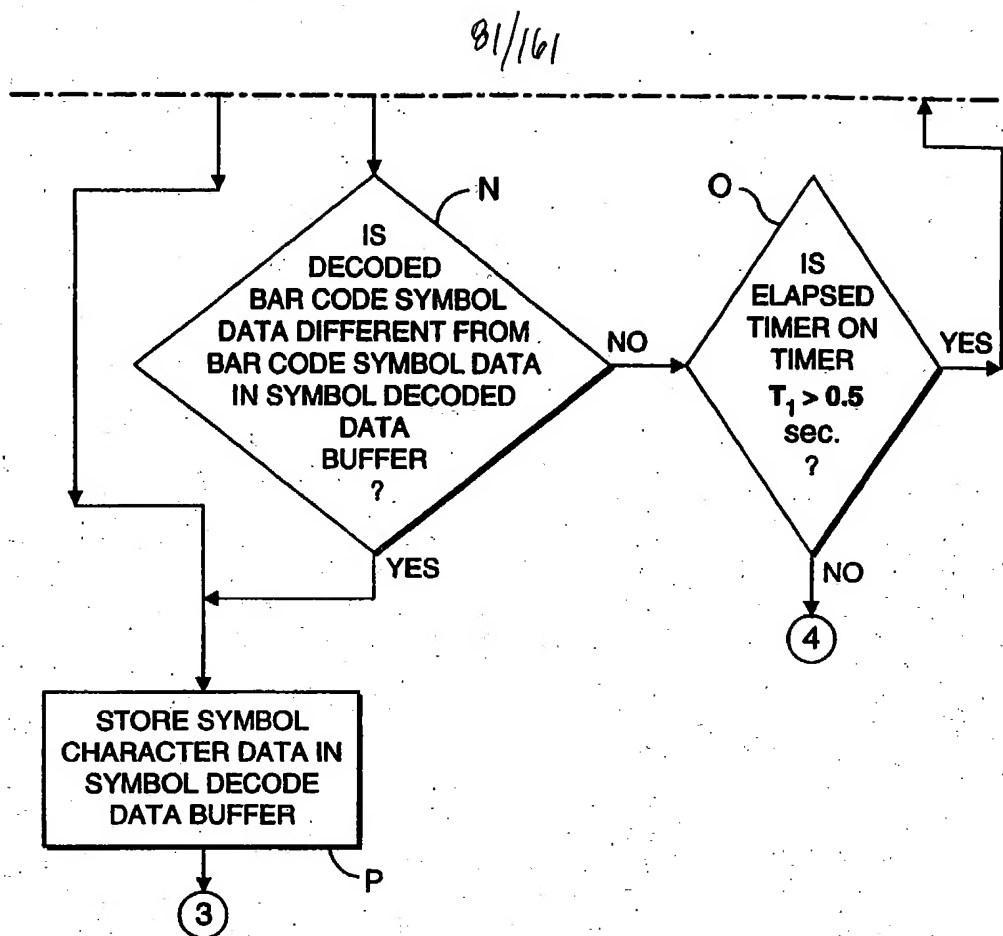 81/161
N
IS
DECODED
BAR CODE SYMBOL
DATA DIFFERENT FROM
BAR CODE SYMBOL DATA
IN SYMBOL DECODED
DATA
BUFFER
?
NO
YES
O
IS
ELAPSED
TIMER ON
TIMER
T1 > 0.5
sec.
?
YES
NO
4
STORE SYMBOL
CHARACTER DATA IN
SYMBOL DECODE
DATA BUFFER
P
3